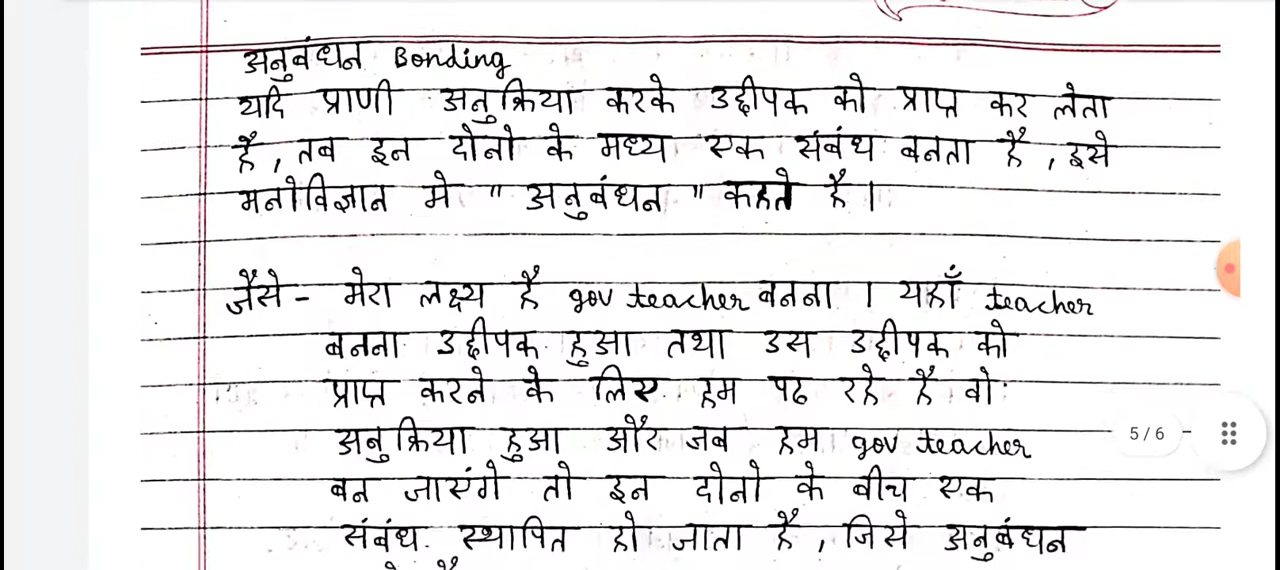 अनुबंधन Bonding
यदि प्राणी अनुक्रिया करके उद्दीपक को प्राप्त कर लेता
है, तब इन दोनो के मध्य एक संबंध बनता है, इसे
मनोविज्ञान मे " अनुबंधन " कहते है।
जैसे - मेरा लक्ष्य है gov teacher बनना । यहाँ teacher
बनना उद्दीपक हुआ तथा उस उद्दीपक को
प्राप्त करने के लिए हम पढ रहे है वो
अनुक्रिया हुआ और जब हम gov teacher
5/6
बन जाएंगे तो इन दोनो के बीच एक
संबंध स्थापित हो जाता है, जिसे अनुबंधन